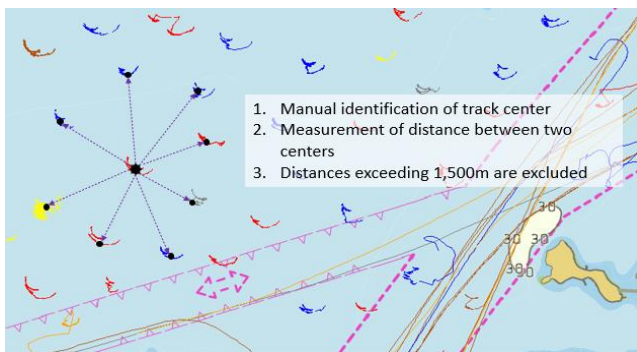 1. Manual identification of track center
2. Measurement of distance between two
centers
3. Distances exceeding 1,500m are excluded
30
30 30
30 0